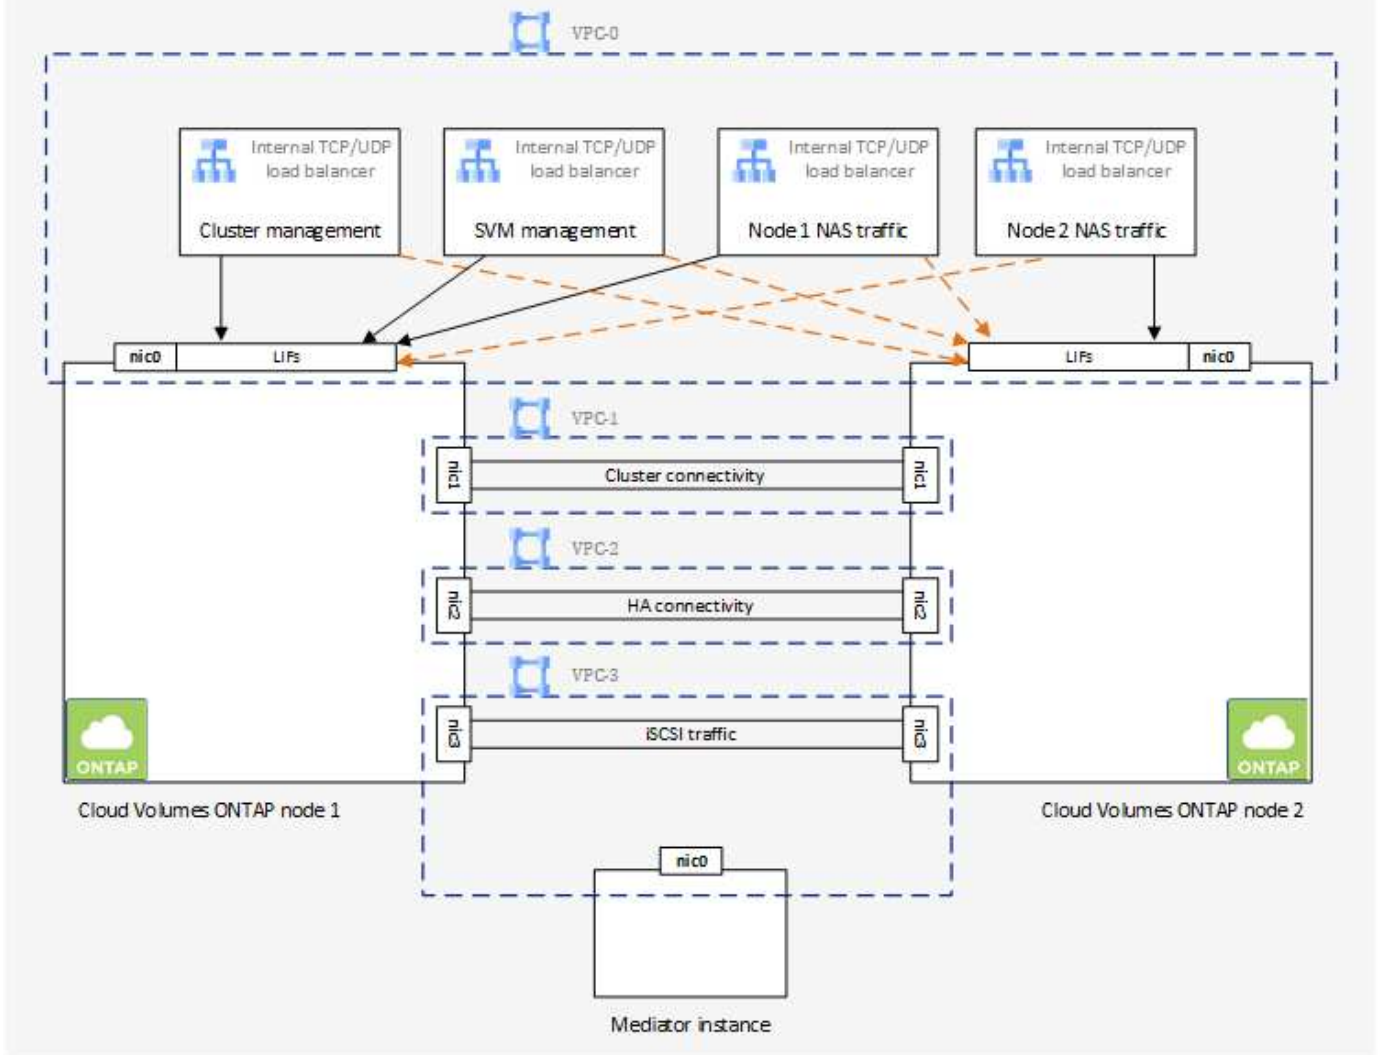 VPC-0
Internal TCP/UDP
load balancer
Cluster management
Internal TCP/UDP
load balancer
SVM management
Internal TCP/UDP
load balancer
Node 1 NAS traffic
Internal TCP/UDP
load balancer
Node 2 NAS traffic
nic0
LIFs
LIFs
nic0
VPC-1
nic1
Cluster connectivity
nic1
VPC-2
nic2
HA connectivity
nic2
VPC-3
nic3
iSCSI traffic
nic3
ONTAP
ONTAP
Cloud Volumes ONTAP node 1
Cloud Volumes ONTAP node 2
nic0
Mediator instance